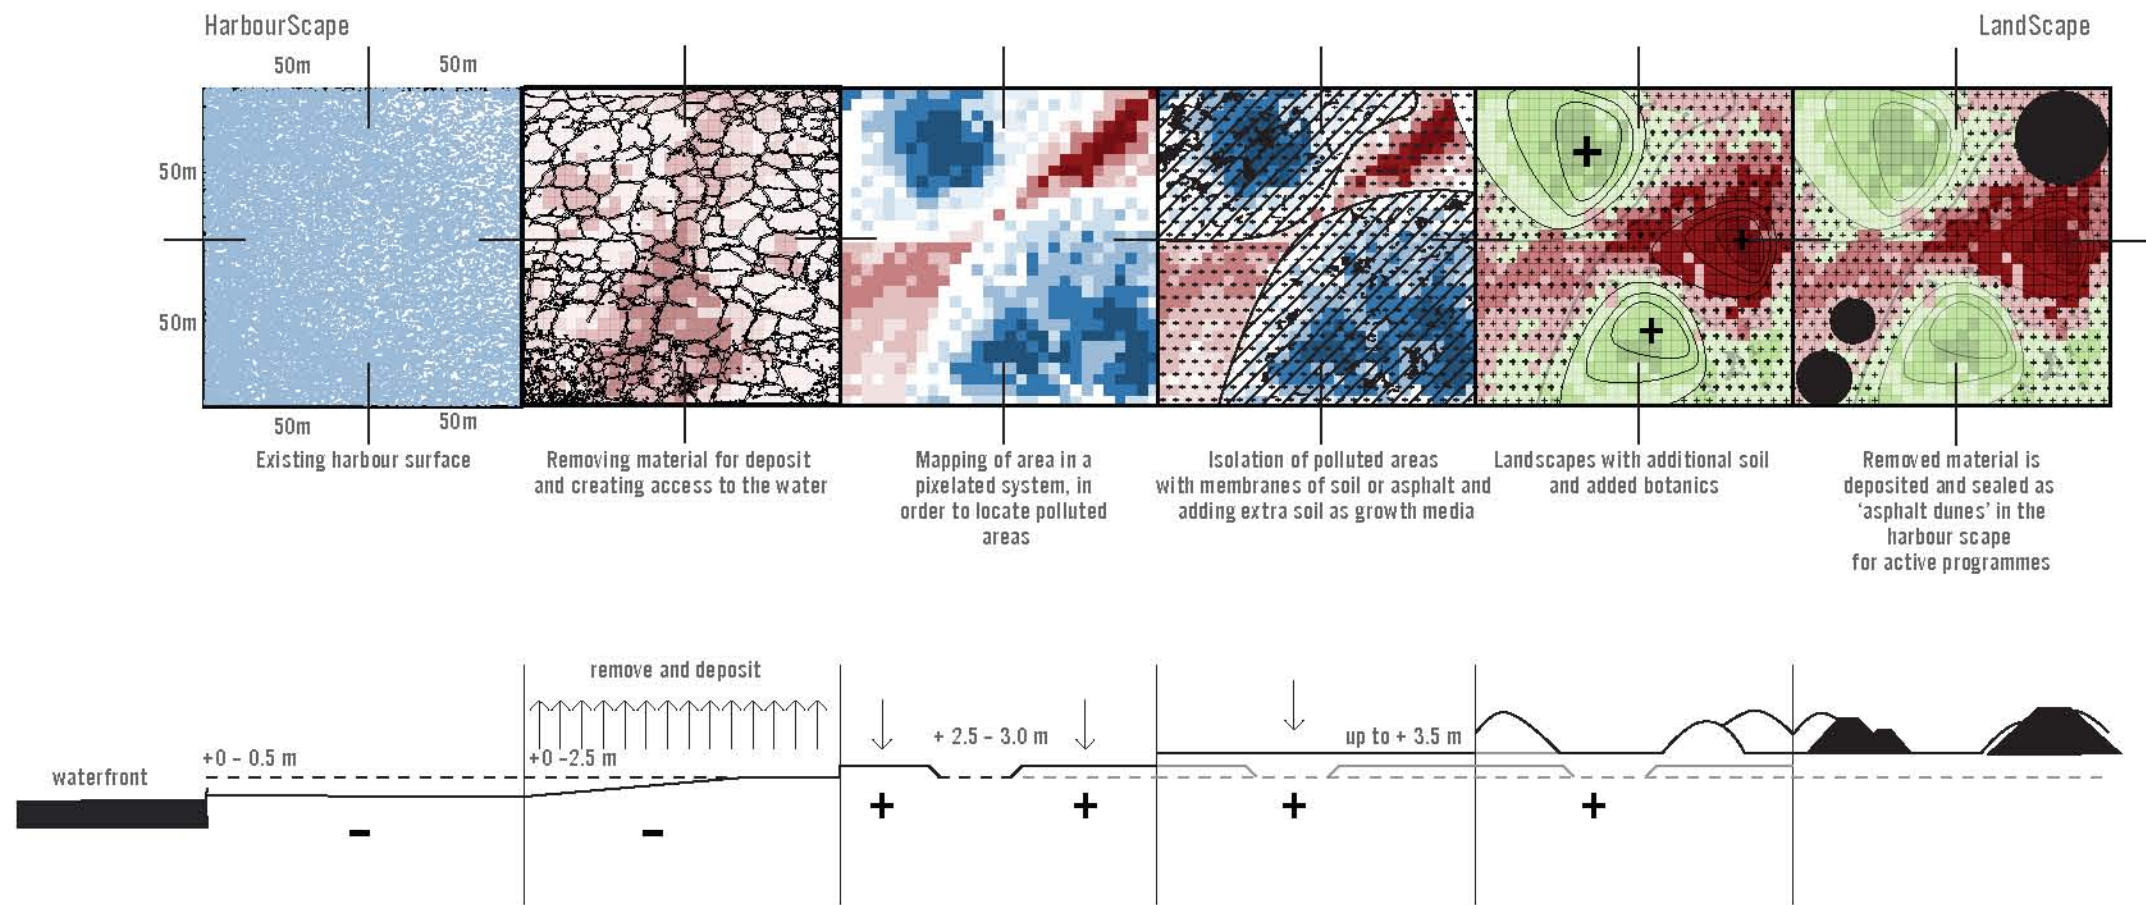 HarbourScape
LandScape
50m
50m
50m
50m
50m
50m
Existing harbour surface
Removing material for deposit
and creating access to the water
Mapping of area in a
pixelated system, in
order to locate polluted
areas
Isolation of polluted areas
with membranes of soil or asphalt and
adding extra soil as growth media
Landscapes with additional soil
and added botanics
Removed material is
deposited and sealed as
‘asphalt dunes’ in the
harbour scape
for active programmes
remove and deposit
waterfront
+0 – 0.5 m
+0 –2.5 m
+ 2.5 – 3.0 m
up to + 3.5 m